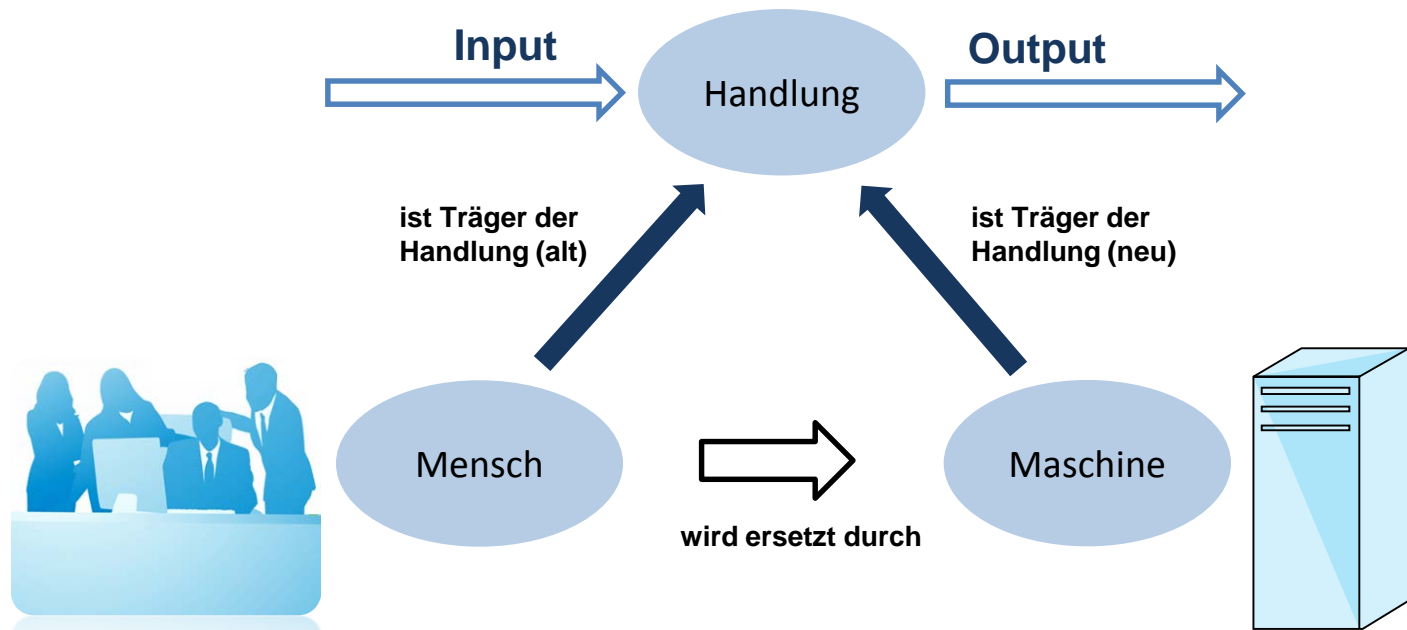 Input
Output
Handlung
ist Träger der
Handlung (alt)
ist Träger der
Handlung (neu)
Mensch
Maschine
wird ersetzt durch